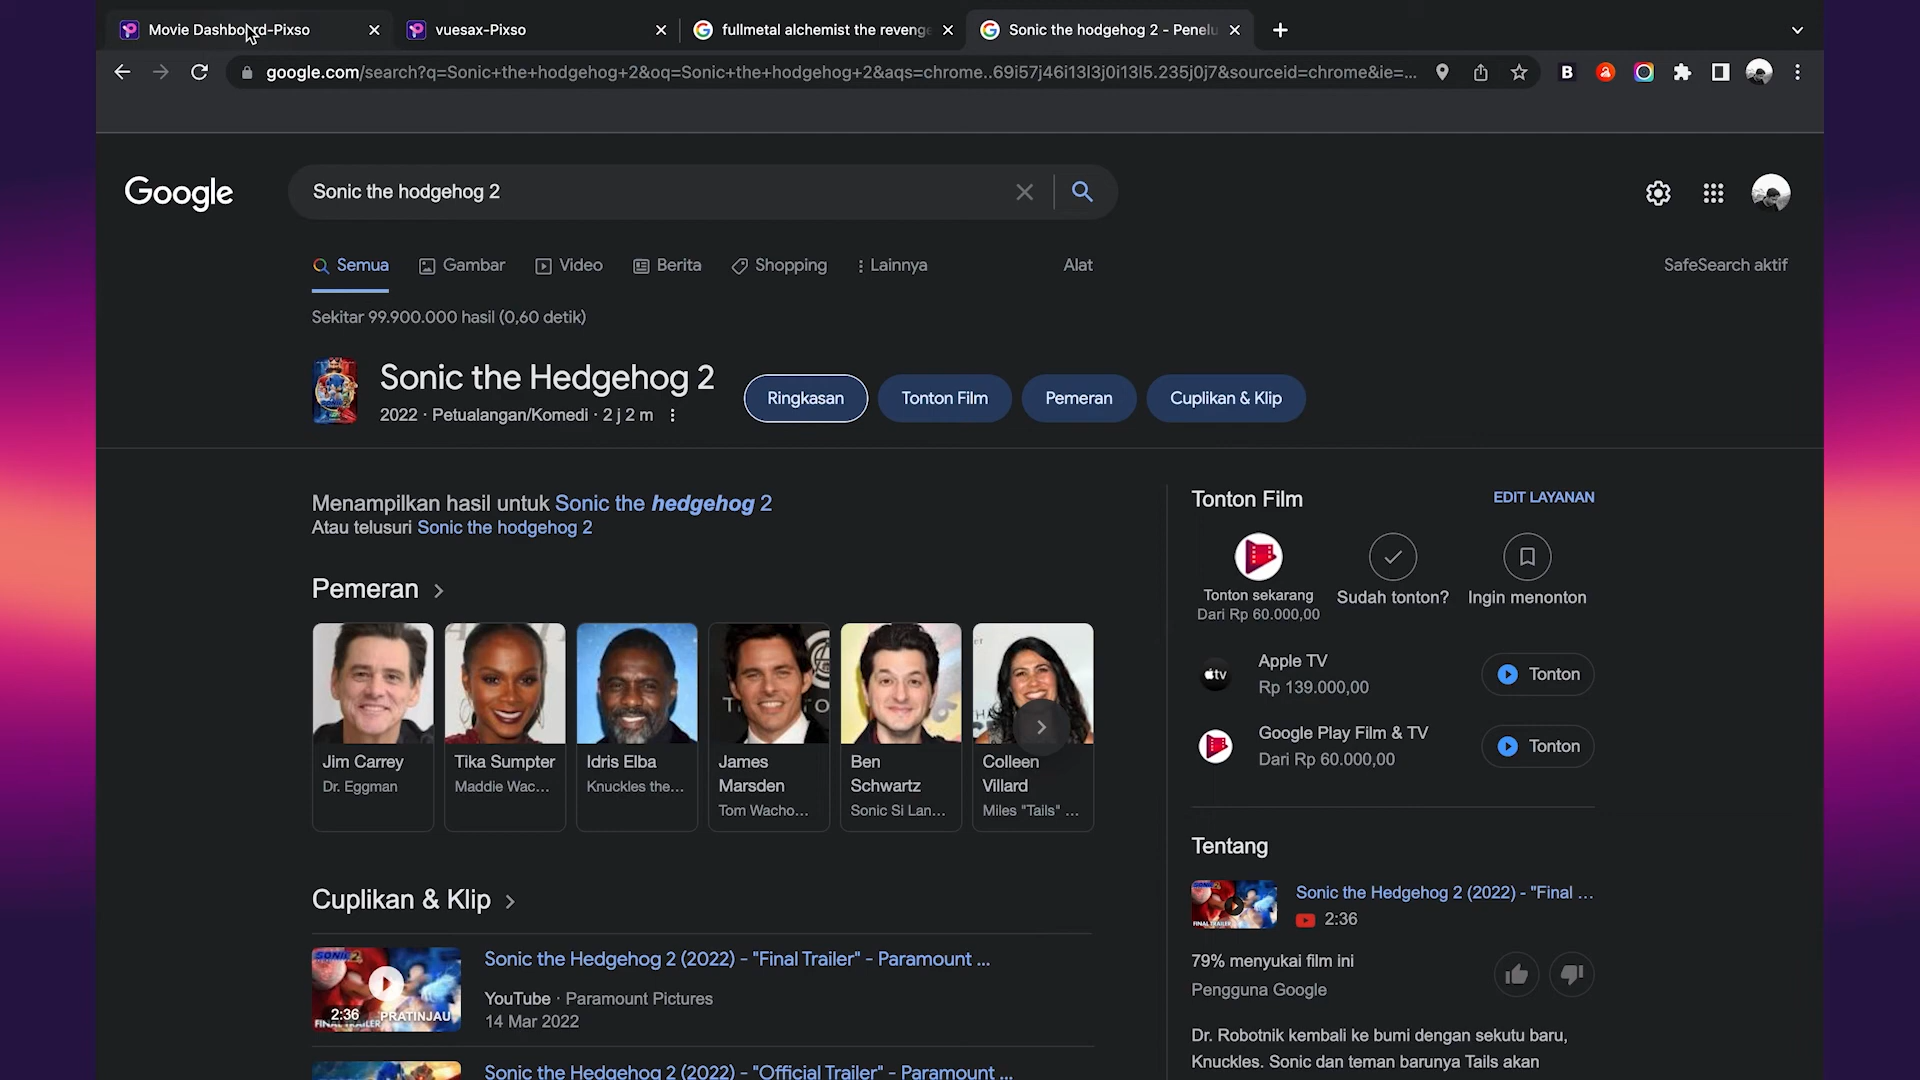 Movie Dashboard-Pixso
vuesax-Pixso
fullmetal alchemist the revenge
Sonic the hodgehog 2 - Penelu
google.com/search?q=Sonic+the+hodgehog+2&oq=Sonic+the+hodgehog+2&aqs=chrome..69i57j46i13l3j0i13l5.235j0j7&sourceid=chrome&ie=...
Google
Sonic the hodgehog 2
Semua
Gambar
Video
Berita
Shopping
Lainnya
Alat
SafeSearch aktif
Sekitar 99.900.000 hasil (0,60 detik)
Sonic the Hedgehog 2
2022 · Petualangan/Komedi · 2 j 2 m
Ringkasan
Tonton Film
Pemeran
Cuplikan & Klip
Menampilkan hasil untuk Sonic the hedgehog 2
Atau telusuri Sonic the hodgehog 2
Pemeran
Jim Carrey
Dr. Eggman
Tika Sumpter
Maddie Wac...
Idris Elba
Knuckles the...
James
Marsden
Tom Wacho...
Ben
Schwartz
Sonic Si Lan...
Colleen
Villard
Miles "Tails" ...
Cuplikan & Klip
2:36
PRATINJAU
Sonic the Hedgehog 2 (2022) - "Final Trailer" - Paramount ...
YouTube · Paramount Pictures
14 Mar 2022
Sonic the Hedgehog 2 (2022) - "Official Trailer" - Paramount ...
Tonton Film
EDIT LAYANAN
Tonton sekarang
Dari Rp 60.000,00
Sudah tonton?
Ingin menonton
tv
Apple TV
Rp 139.000,00
Tonton
Google Play Film & TV
Dari Rp 60.000,00
Tonton
Tentang
Sonic the Hedgehog 2 (2022) - "Final ...
2:36
79% menyukai film ini
Pengguna Google
Dr. Robotnik kembali ke bumi dengan sekutu baru,
Knuckles. Sonic dan teman barunya Tails akan